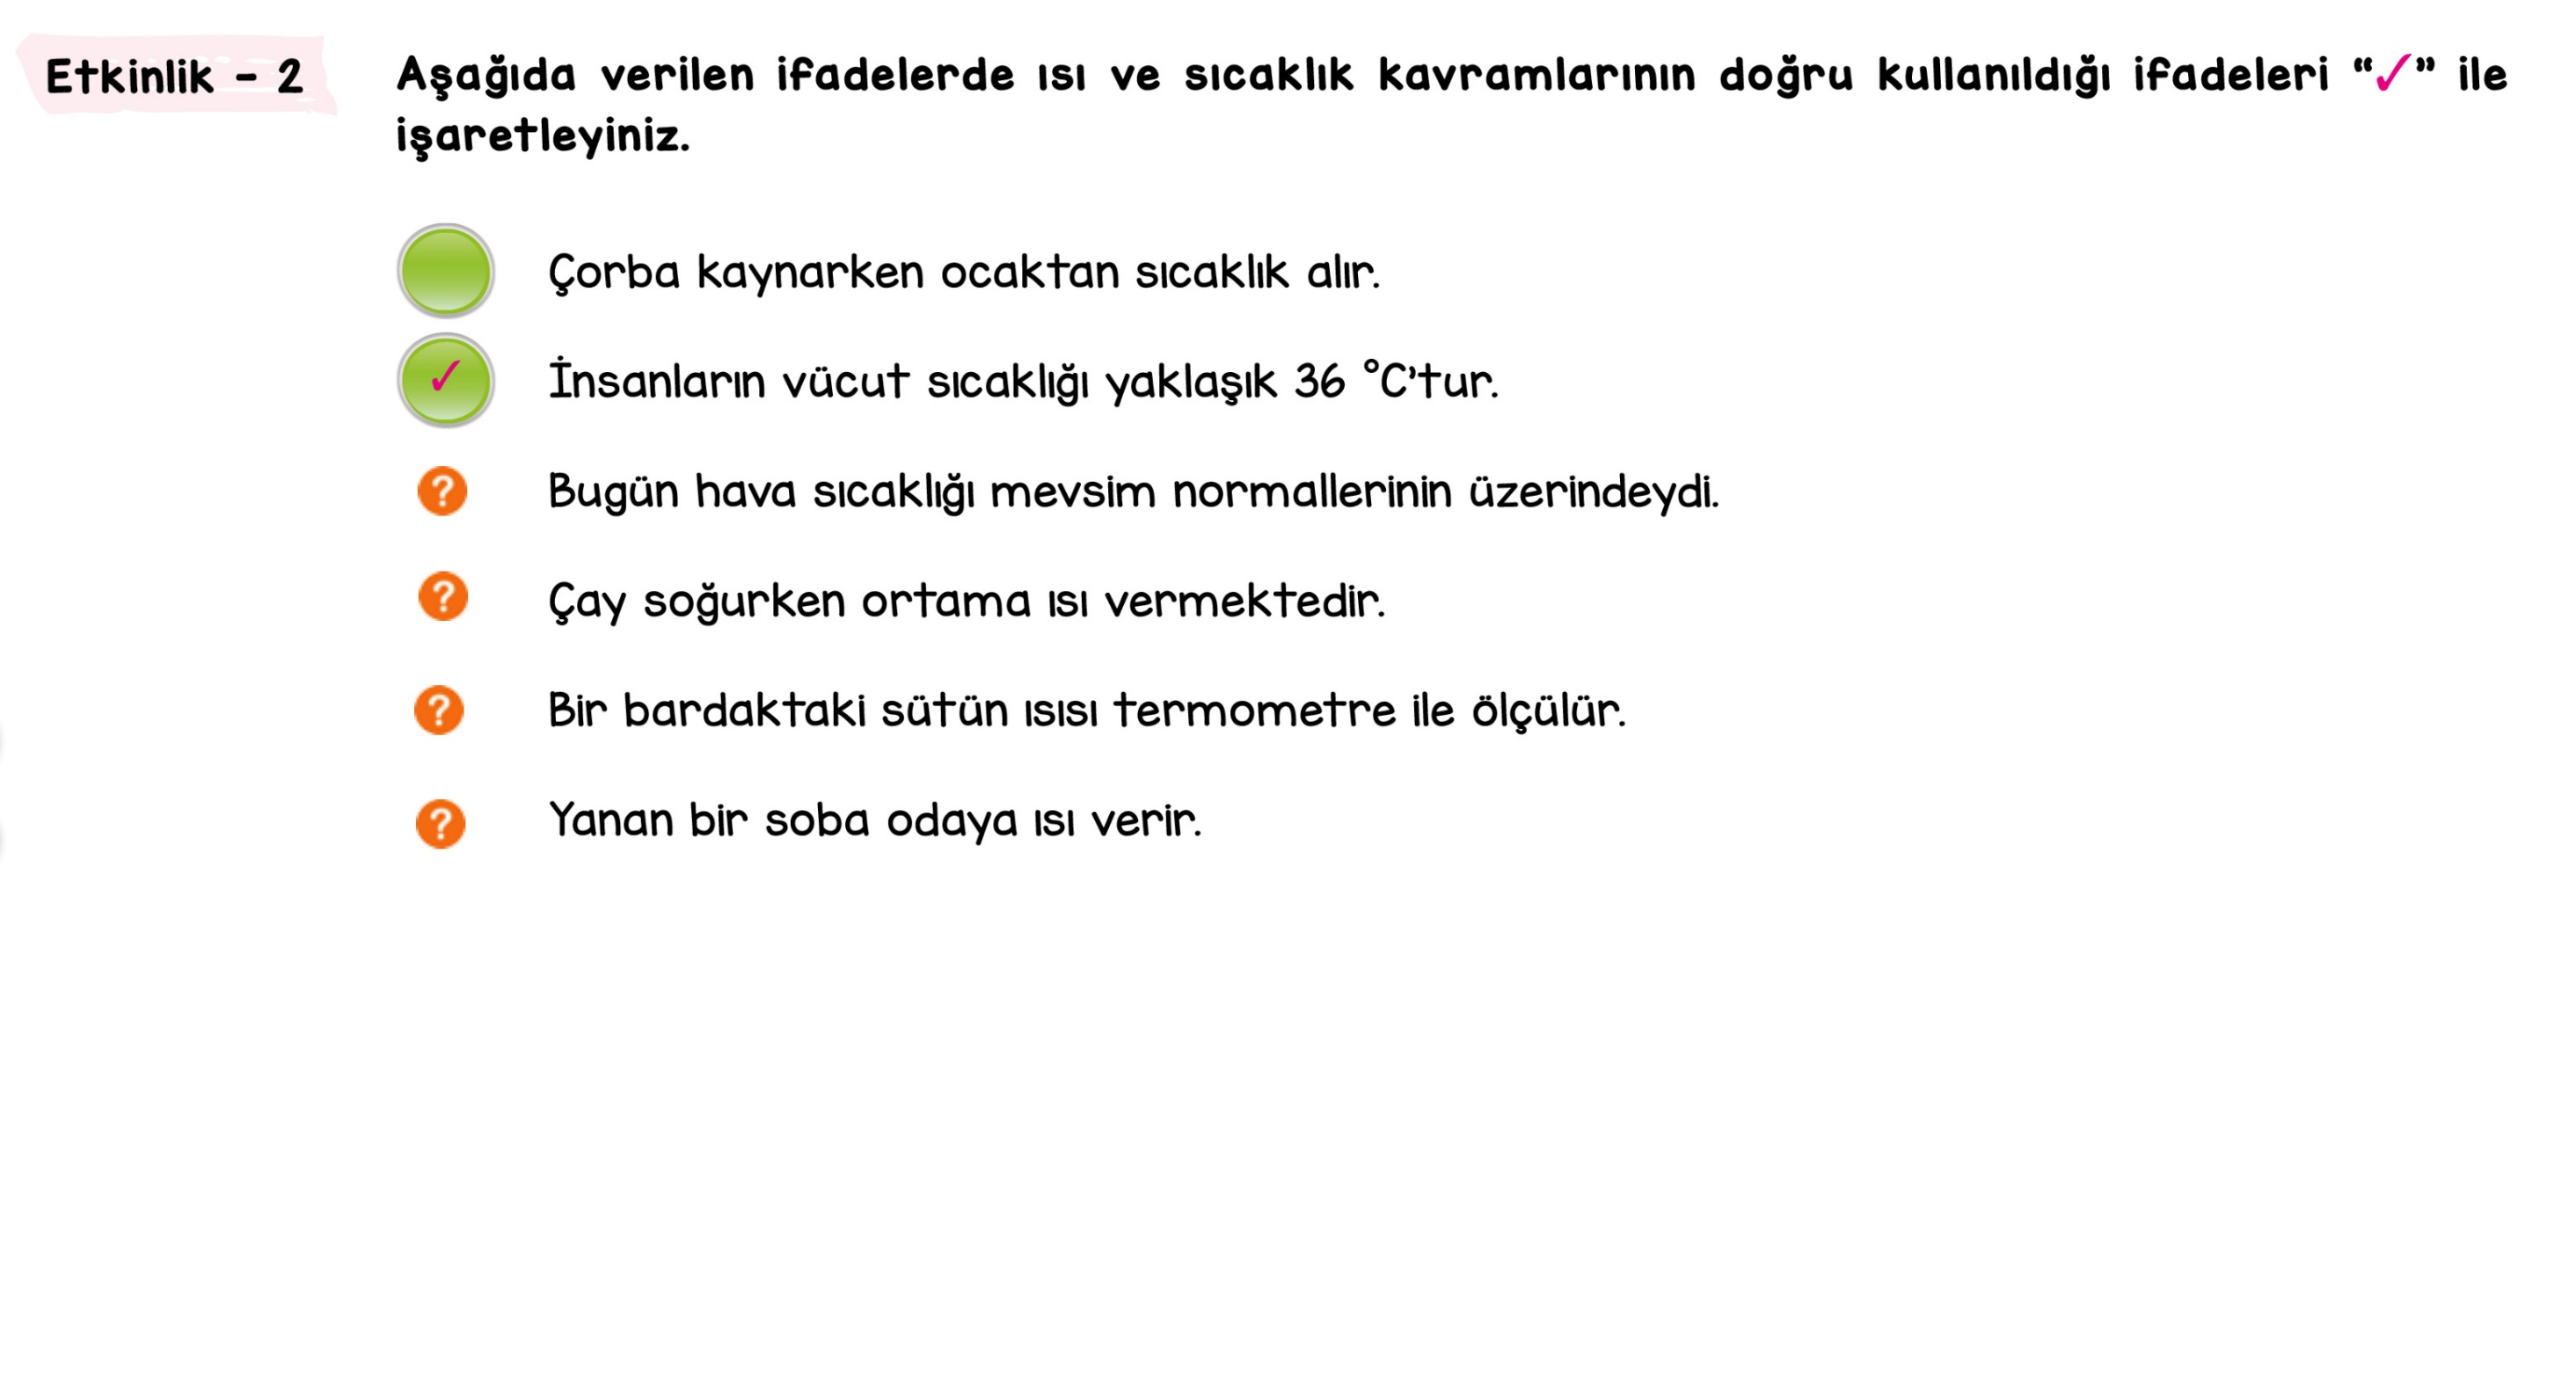 Etkinlik - 2
Aşağıda verilen ifadelerde ısı ve sıcaklık kavramlarının doğru kullanıldığı ifadeleri “✓” ile
işaretleyiniz.
Çorba kaynarken ocaktan sıcaklık alır.
✓ İnsanların vücut sıcaklığı yaklaşık 36 °C'tur.
? Bugün hava sıcaklığı mevsim normallerinin üzerindeydi.
? Çay soğurken ortama ısı vermektedir.
? Bir bardaktaki sütün ısısı termometre ile ölçülür.
? Yanan bir soba odaya ısı verir.